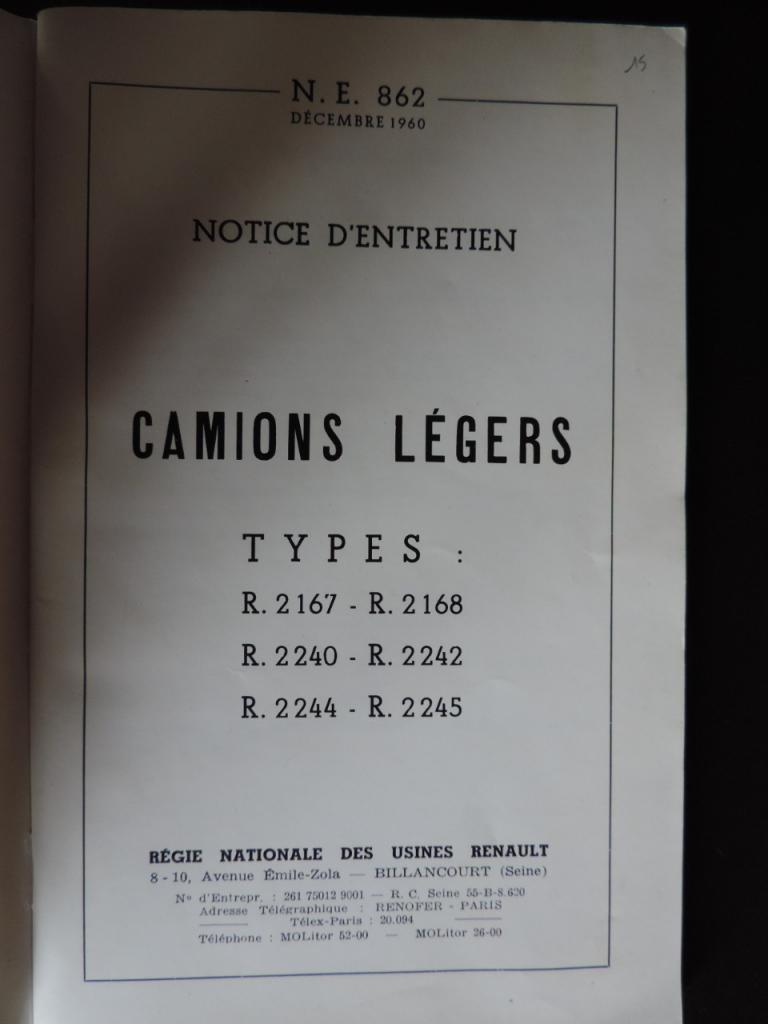 15
N. E. 862
DÉCEMBRE 1960
NOTICE D'ENTRETIEN
CAMIONS LÉGERS
TYPES :
R. 2167 - R. 2168
R. 2240 - R. 2242
R. 2244 - R. 2245
RÉGIE NATIONALE DES USINES RENAULT
8 - 10, Avenue Émile-Zola — BILLANCOURT (Seine)
N° d'Entrepr. : 261 75012 9001 — R. C. Seine 55-B-8.620
Adresse Télégraphique : RENOFER - PARIS
Télex-Paris : 20.094
Téléphone : MOLitor 52-00 — MOLitor 26-00